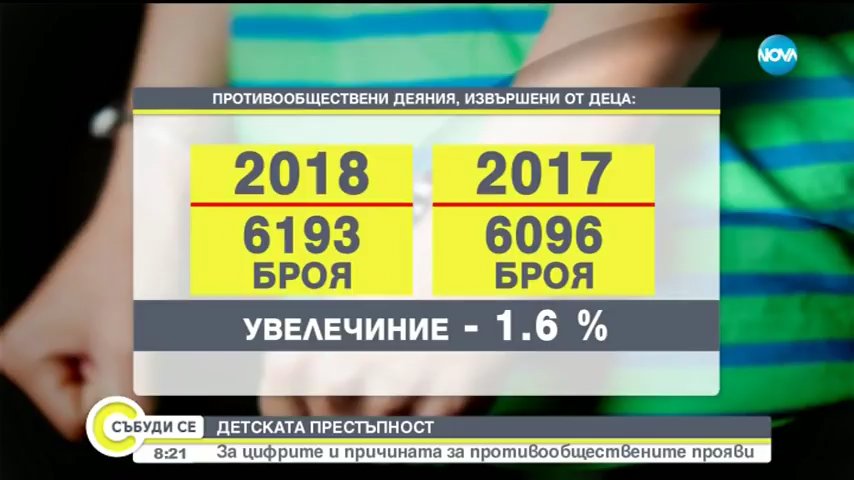 NOVA
ПРОТИВООБЩЕСТВЕНИ ДЕЯНИЯ, ИЗВЪРШЕНИ ОТ ДЕЦА:
2018
6193
БРОЯ
2017
6096
БРОЯ
УВЕЛЕЧИНИЕ - 1.6 %
СЪБУДИ СЕ
ДЕТСКАТА ПРЕСТЪПНОСТ
8:21
За цифрите и причината за противообществените прояви